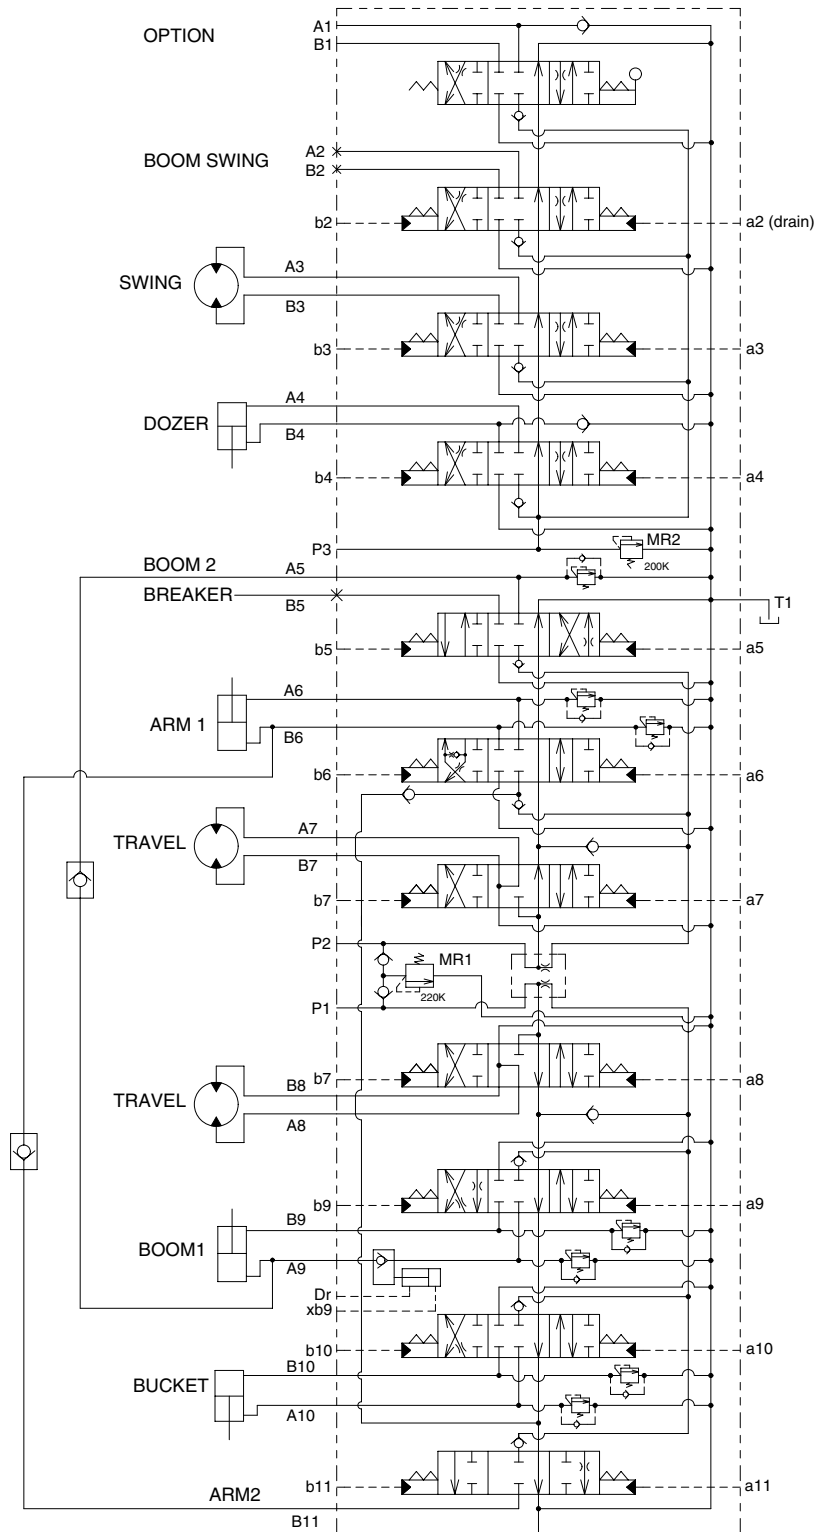 A1
OPTION
B1
A2
BOOM SWING
B2
b2
a2 (drain)
A3
SWING
B3
b3
a3
A4
DOZER
B4
b4
a4
P3
MR2
200K
BOOM 2
A5
BREAKER
B5
T1
b5
a5
A6
ARM 1
B6
b6
a6
A7
TRAVEL
B7
b7
a7
P2
MR1
220K
P1
b7
a8
B8
TRAVEL
A8
b9
a9
B9
BOOM1
A9
Dr
xb9
b10
a10
B10
BUCKET
A10
b11
a11
ARM2
B11